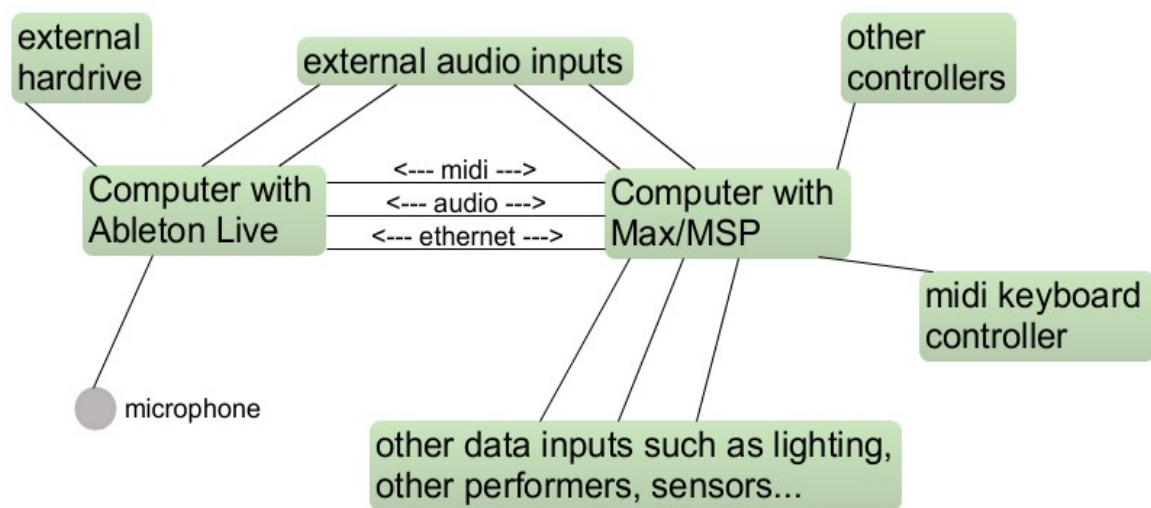 external
hardrive
external audio inputs
other
controllers
<--- midi --->
<--- audio --->
<--- ethernet --->
Computer with
Ableton Live
Computer with
Max/MSP
midi keyboard
controller
microphone
other data inputs such as lighting,
other performers, sensors...